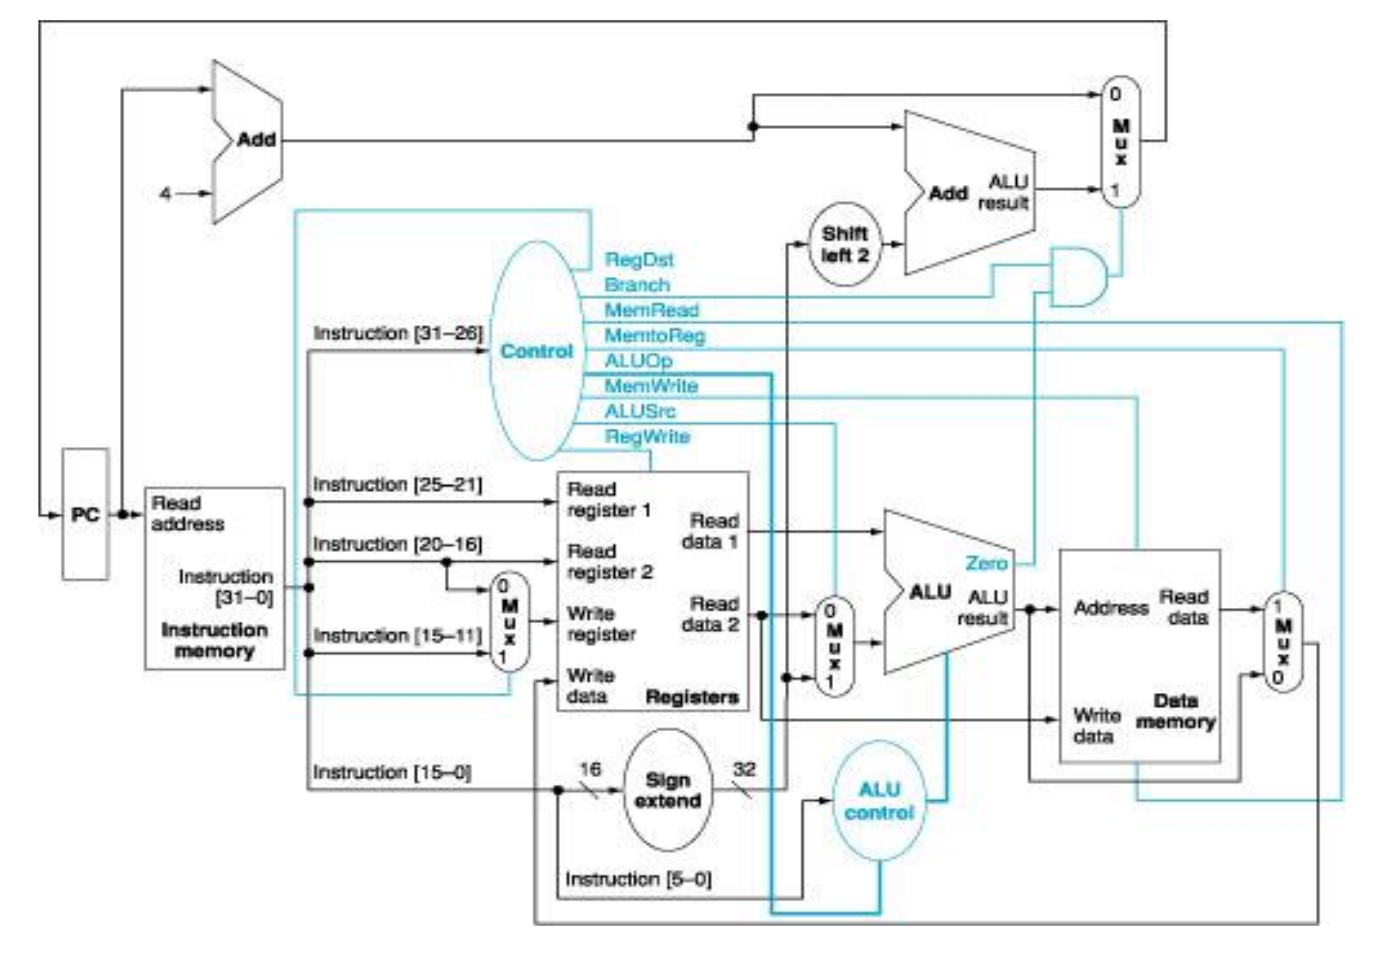 0
M
u
x
1
Add
4
Add
ALU
result
Shift
left 2
RegDst
Branch
MemRead
MemtoReg
ALUOp
MemWrite
ALUSrc
RegWrite
Instruction [31–26]
Control
PC
Read
address
Instruction
[31–0]
Instruction
memory
Instruction [25–21]
Instruction [20–16]
Instruction [15–11]
0
M
u
x
1
Read
register 1
Read
register 2
Write
register
Write
data
Read
data 1
Read
data 2
Registers
0
M
u
x
1
Zero
ALU
ALU
result
Address
Read
data
Write
data
Data
memory
1
M
u
x
0
Instruction [15–0]
16
Sign
extend
32
ALU
control
Instruction [5–0]